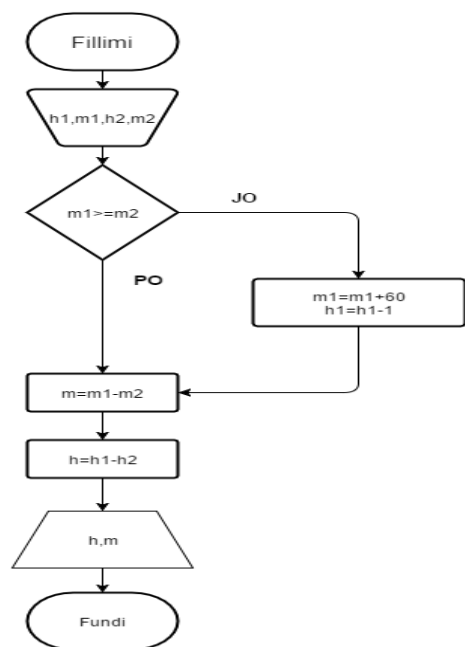 Fillimi
h1,m1,h2,m2
m1>=m2
JO
PO
m1=m1+60
h1=h1-1
m=m1-m2
h=h1-h2
h,m
Fundi